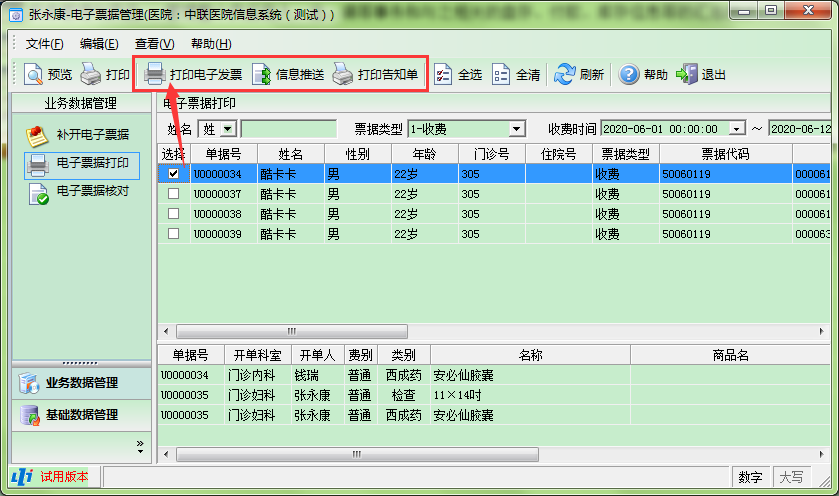 张永康-电子票据管理(医院：中联医院信息系统（测试）)
文件(F) 编辑(E) 查看(V) 帮助(H)
预览 打印 打印电子发票 信息推送 打印告知单 全选 全清 刷新 帮助 退出
业务数据管理
补开电子票据
电子票据打印
电子票据核对
业务数据管理
基础数据管理
电子票据打印
姓名 姓 票据类型 1-收费 收费时间 2020-06-01 00:00:00 ～ 2020-06-12
选择 单据号 姓名 性别 年龄 门诊号 住院号 票据类型 票据代码
U0000034 酷卡卡 男 22岁 305 收费 50060119 000061
U0000037 酷卡卡 男 22岁 305 收费 50060119 000061
U0000038 酷卡卡 男 22岁 305 收费 50060119 000061
U0000039 酷卡卡 男 22岁 305 收费 50060119 000063
单据号 开单科室 开单人 费别 类别 名称 商品名
U0000034 门诊内科 钱瑞 普通 西成药 安必仙胶囊
U0000035 门诊妇科 张永康 普通 检查 11×14吋
U0000035 门诊妇科 张永康 普通 西成药 安必仙胶囊
试用版本 数字 大写